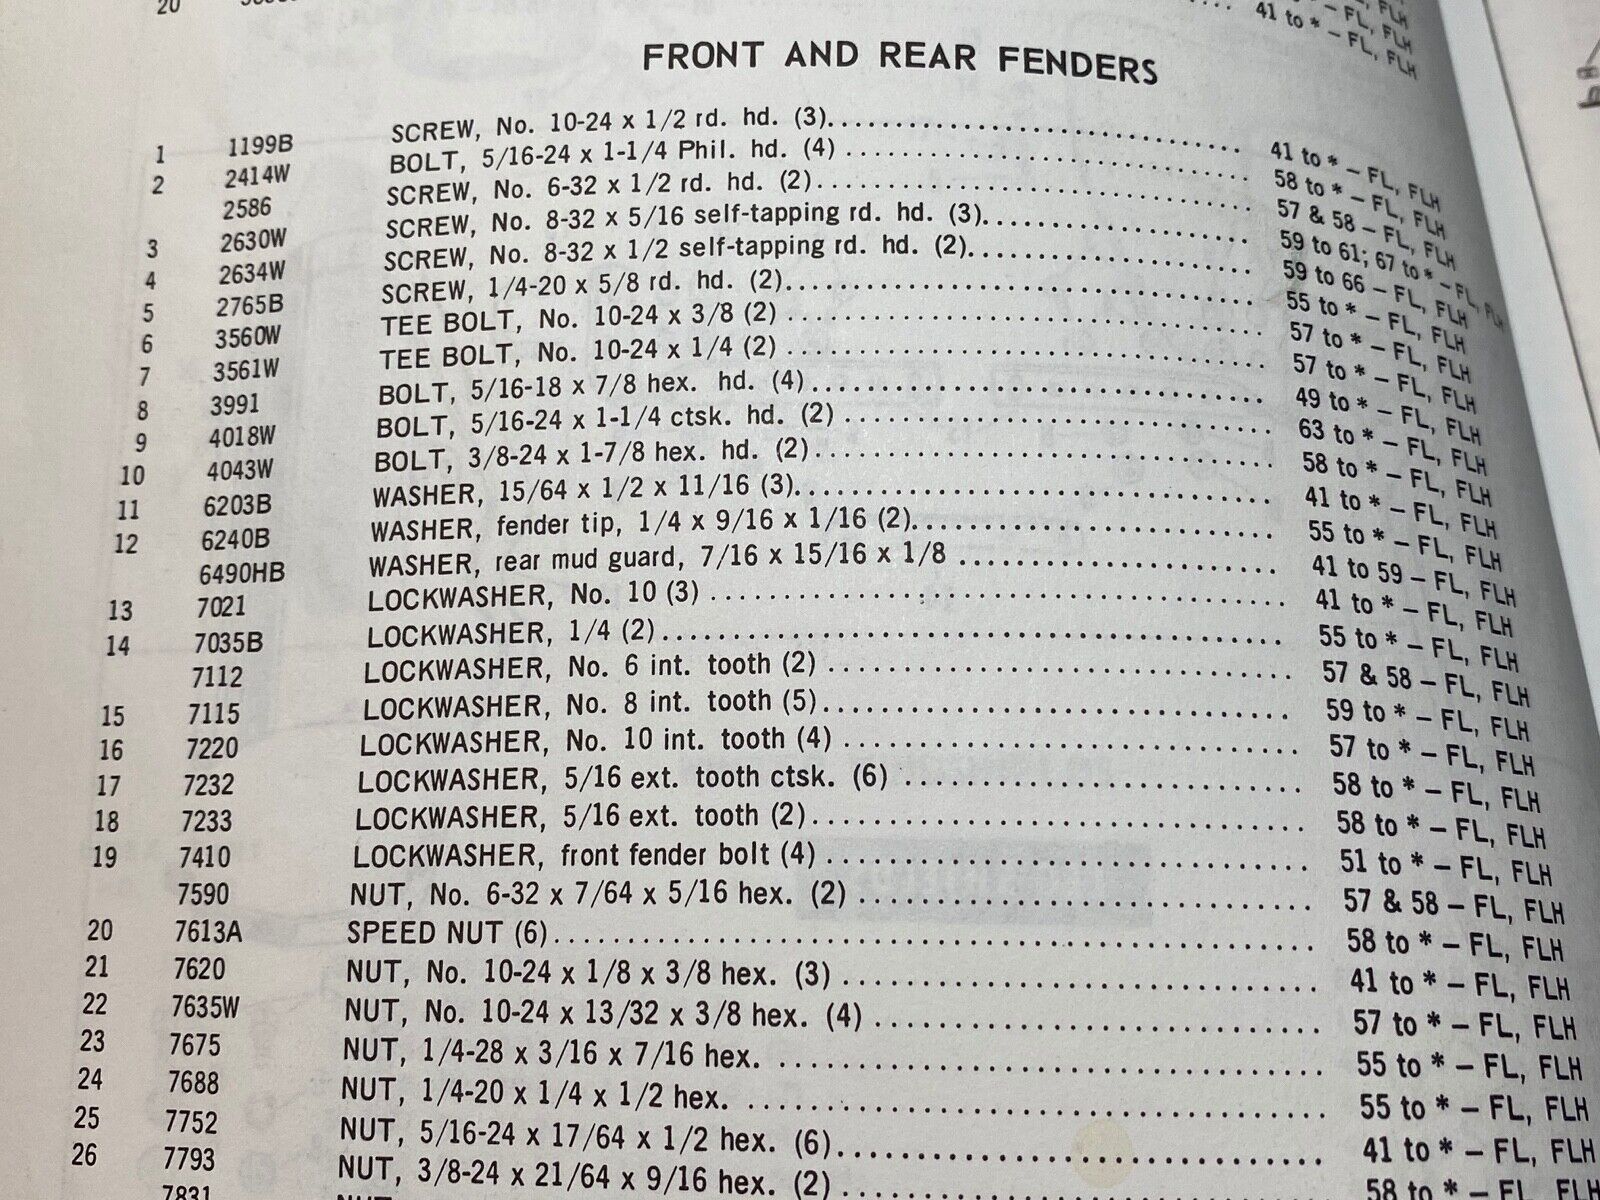 20
41 to * – FL, FLH
FRONT AND REAR FENDERS
1 1199B SCREW, No. 10-24 x 1/2 rd. hd. (3) 41 to * – FL, FLH
2 2414W BOLT, 5/16-24 x 1-1/4 Phil. hd. (4) 58 to * – FL, FLH
2586 SCREW, No. 6-32 x 1/2 rd. hd. (2) 57 & 58 – FL, FLH
3 2630W SCREW, No. 8-32 x 5/16 self-tapping rd. hd. (3) 59 to 61; 67 to * – FL, FLH
4 2634W SCREW, No. 8-32 x 1/2 self-tapping rd. hd. (2) 59 to 66 – FL, FLH
5 2765B SCREW, 1/4-20 x 5/8 rd. hd. (2) 55 to * – FL, FLH
6 3560W TEE BOLT, No. 10-24 x 3/8 (2) 57 to * – FL, FLH
7 3561W TEE BOLT, No. 10-24 x 1/4 (2) 57 to * – FL, FLH
8 3991 BOLT, 5/16-18 x 7/8 hex. hd. (4) 49 to * – FL, FLH
9 4018W BOLT, 5/16-24 x 1-1/4 ctsk. hd. (2) 63 to * – FL, FLH
10 4043W BOLT, 3/8-24 x 1-7/8 hex. hd. (2) 58 to * – FL, FLH
11 6203B WASHER, 15/64 x 1/2 x 11/16 (3) 41 to * – FL, FLH
12 6240B WASHER, fender tip, 1/4 x 9/16 x 1/16 (2) 55 to * – FL, FLH
6490HB WASHER, rear mud guard, 7/16 x 15/16 x 1/8 41 to 59 – FL, FLH
13 7021 LOCKWASHER, No. 10 (3) 41 to * – FL, FLH
14 7035B LOCKWASHER, 1/4 (2) 55 to * – FL, FLH
7112 LOCKWASHER, No. 6 int. tooth (2) 57 & 58 – FL, FLH
15 7115 LOCKWASHER, No. 8 int. tooth (5) 59 to * – FL, FLH
16 7220 LOCKWASHER, No. 10 int. tooth (4) 57 to * – FL, FLH
17 7232 LOCKWASHER, 5/16 ext. tooth ctsk. (6) 58 to * – FL, FLH
18 7233 LOCKWASHER, 5/16 ext. tooth (2) 58 to * – FL, FLH
19 7410 LOCKWASHER, front fender bolt (4) 51 to * – FL, FLH
7590 NUT, No. 6-32 x 7/64 x 5/16 hex. (2) 57 & 58 – FL, FLH
20 7613A SPEED NUT (6) 58 to * – FL, FLH
21 7620 NUT, No. 10-24 x 1/8 x 3/8 hex. (3) 41 to * – FL, FLH
22 7635W NUT, No. 10-24 x 13/32 x 3/8 hex. (4) 57 to * – FL, FLH
23 7675 NUT, 1/4-28 x 3/16 x 7/16 hex. 55 to * – FL, FLH
24 7688 NUT, 1/4-20 x 1/4 x 1/2 hex. 55 to * – FL, FLH
25 7752 NUT, 5/16-24 x 17/64 x 1/2 hex. (6) 41 to * – FL, FLH
26 7793 NUT, 3/8-24 x 21/64 x 9/16 hex. (2) 58 to * – FL, FLH
7831